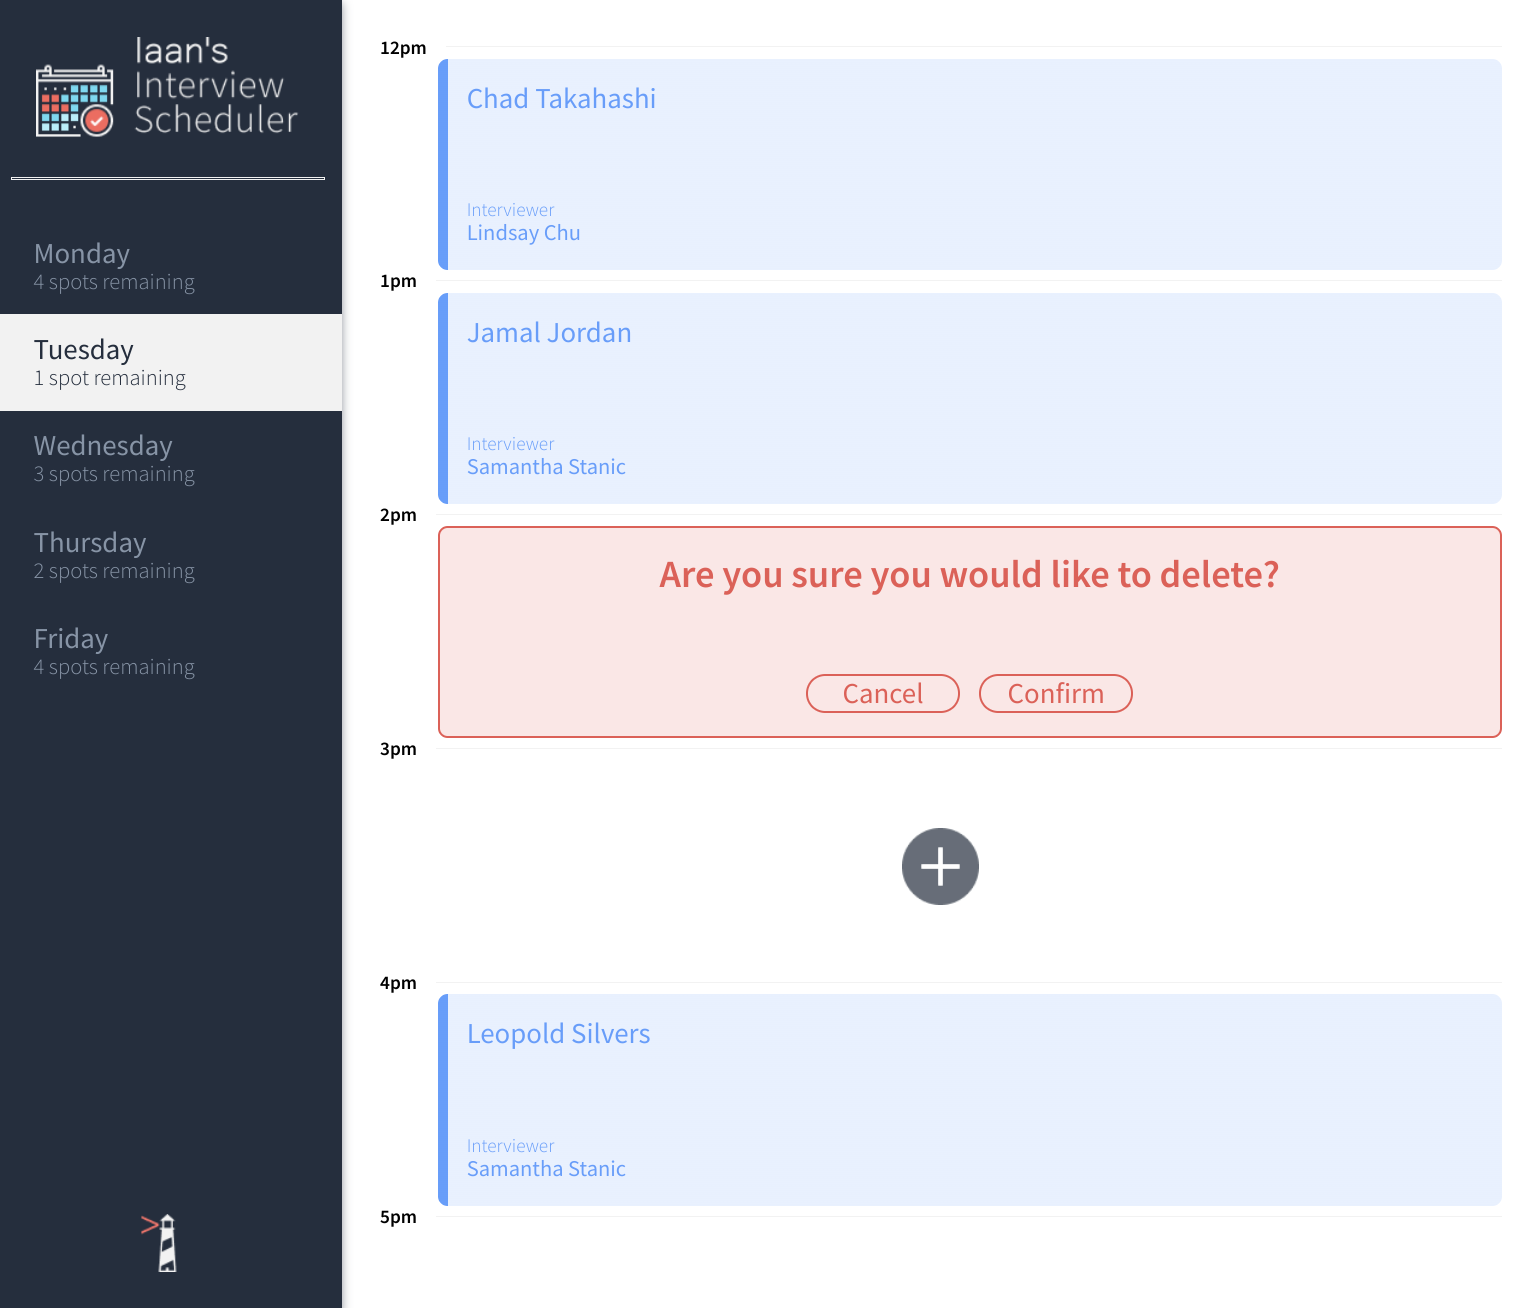 Iaan's
Interview
Scheduler
Monday
4 spots remaining
Tuesday
1 spot remaining
Wednesday
3 spots remaining
Thursday
2 spots remaining
Friday
4 spots remaining
12pm
Chad Takahashi
Interviewer
Lindsay Chu
1pm
Jamal Jordan
Interviewer
Samantha Stanic
2pm
Are you sure you would like to delete?
Cancel Confirm
3pm
4pm
Leopold Silvers
Interviewer
Samantha Stanic
5pm